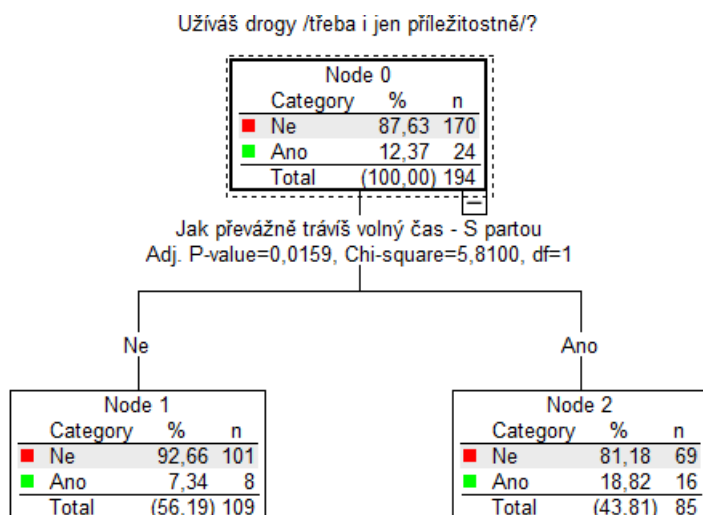 Užíváš drogy /třeba i jen příležitostně/?
Node 0
Category % n
Ne 87,63 170
Ano 12,37 24
Total (100,00) 194
Jak převážně trávíš volný čas - S partou
Adj. P-value=0,0159, Chi-square=5,8100, df=1
Ne
Ano
Node 1
Category % n
Ne 92,66 101
Ano 7,34 8
Total (56,19) 109
Node 2
Category % n
Ne 81,18 69
Ano 18,82 16
Total (43,81) 85